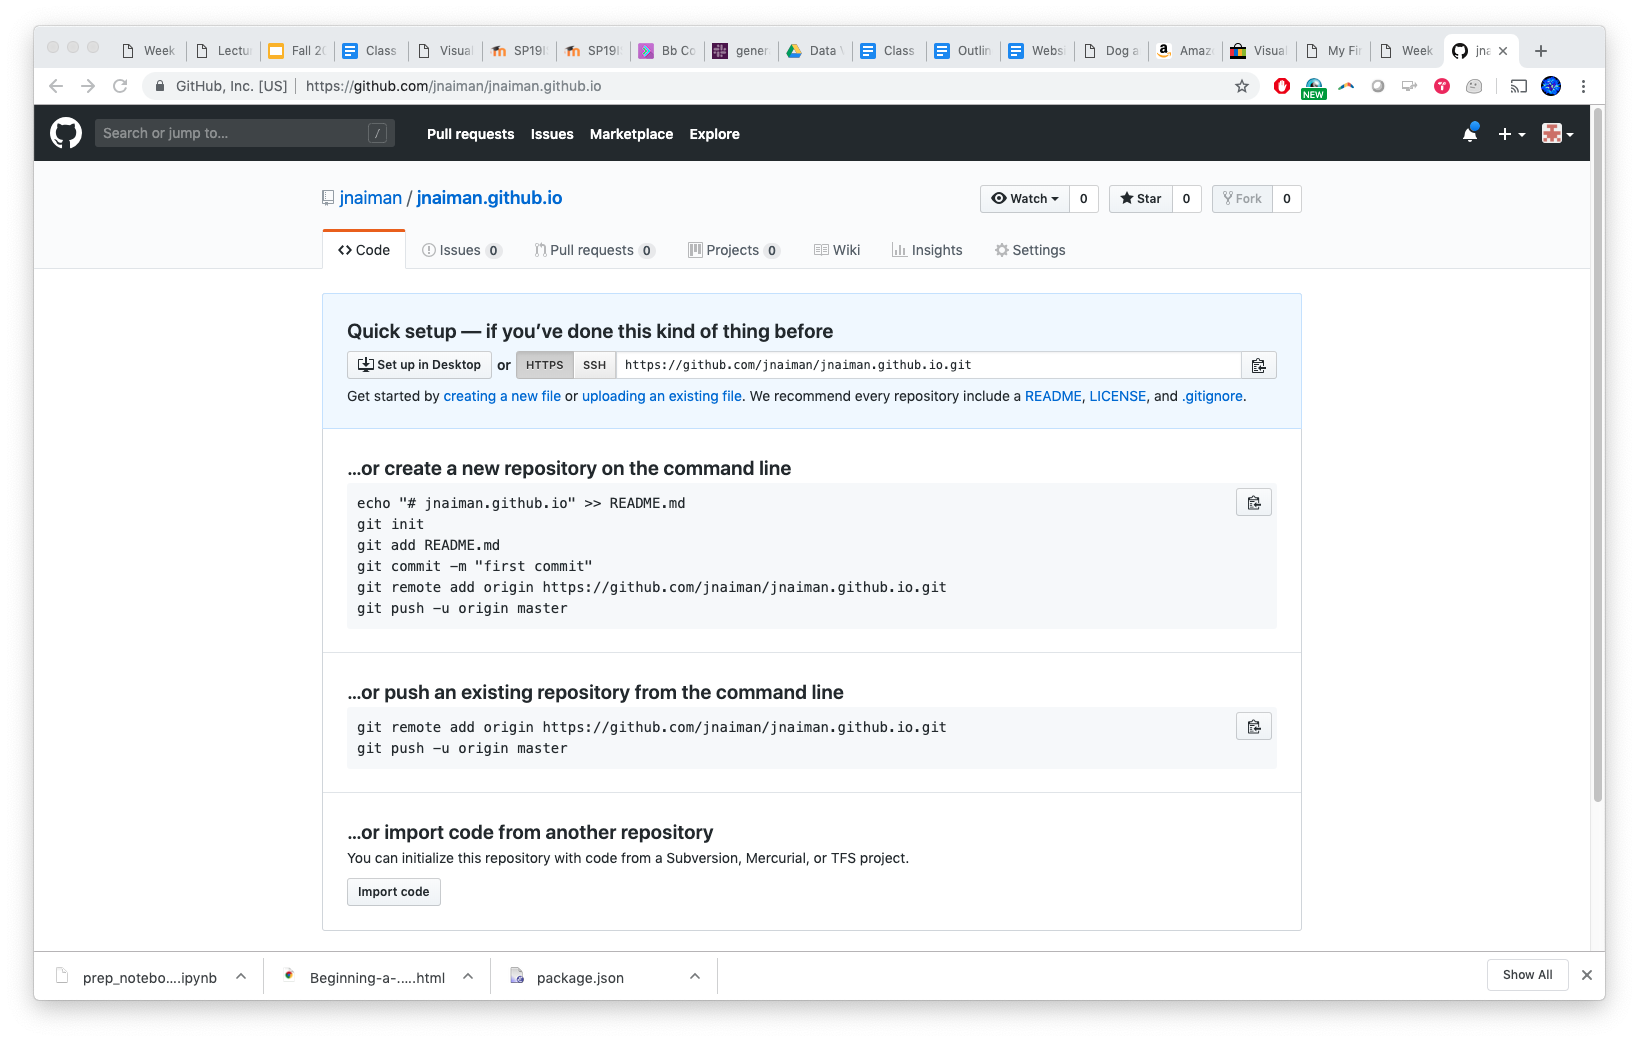 Week
Lectu
Fall 20
Class
Visual
SP19I
SP19I
Bb Co
gener
Data V
Class
Outlin
Websi
Dog a
Amaz
Visual
My Fir
Week
jna
GitHub, Inc. [US] | https://github.com/jnaiman/jnaiman.github.io
NEW
Search or jump to... /
Pull requests Issues Marketplace Explore
jnaiman / jnaiman.github.io
Watch 0 Star 0 Fork 0
Code Issues 0 Pull requests 0 Projects 0 Wiki Insights Settings
Quick setup — if you’ve done this kind of thing before
Set up in Desktop or HTTPS SSH https://github.com/jnaiman/jnaiman.github.io.git
Get started by creating a new file or uploading an existing file. We recommend every repository include a README, LICENSE, and .gitignore.
…or create a new repository on the command line
echo "# jnaiman.github.io" >> README.md
git init
git add README.md
git commit -m "first commit"
git remote add origin https://github.com/jnaiman/jnaiman.github.io.git
git push -u origin master
…or push an existing repository from the command line
git remote add origin https://github.com/jnaiman/jnaiman.github.io.git
git push -u origin master
…or import code from another repository
You can initialize this repository with code from a Subversion, Mercurial, or TFS project.
Import code
prep_notebo....ipynb
Beginning-a-.....html
package.json
Show All